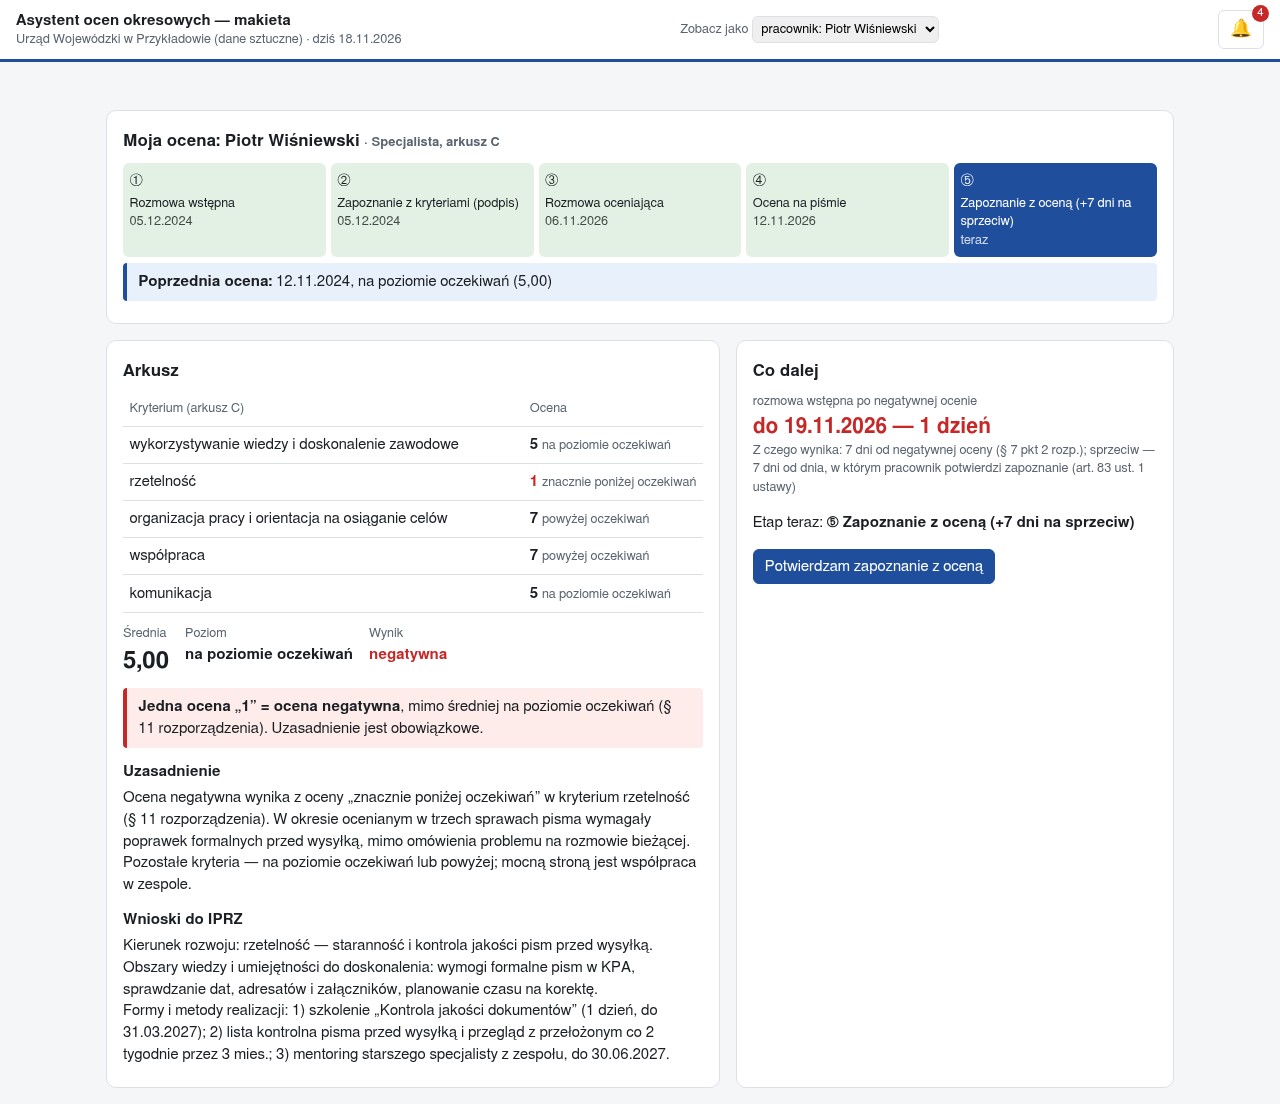 Asystent ocen okresowych — makieta
Urząd Wojewódzki w Przykładowie (dane sztuczne) · dziś 18.11.2026
Zobacz jako pracownik: Piotr Wiśniewski
4
Moja ocena: Piotr Wiśniewski · Specjalista, arkusz C
①
Rozmowa wstępna
05.12.2024
②
Zapoznanie z kryteriami (podpis)
05.12.2024
③
Rozmowa oceniająca
06.11.2026
④
Ocena na piśmie
12.11.2026
⑤
Zapoznanie z oceną (+7 dni na
sprzeciw)
teraz
Poprzednia ocena: 12.11.2024, na poziomie oczekiwań (5,00)
Arkusz
Kryterium (arkusz C) Ocena
wykorzystywanie wiedzy i doskonalenie zawodowe 5 na poziomie oczekiwań
rzetelność 1 znacznie poniżej oczekiwań
organizacja pracy i orientacja na osiąganie celów 7 powyżej oczekiwań
współpraca 7 powyżej oczekiwań
komunikacja 5 na poziomie oczekiwań
Średnia Poziom Wynik
5,00 na poziomie oczekiwań negatywna
Jedna ocena „1” = ocena negatywna, mimo średniej na poziomie oczekiwań (§
11 rozporządzenia). Uzasadnienie jest obowiązkowe.
Uzasadnienie
Ocena negatywna wynika z oceny „znacznie poniżej oczekiwań” w kryterium rzetelność
(§ 11 rozporządzenia). W okresie ocenianym w trzech sprawach pisma wymagały
poprawek formalnych przed wysyłką, mimo omówienia problemu na rozmowie bieżącej.
Pozostałe kryteria — na poziomie oczekiwań lub powyżej; mocną stroną jest współpraca
w zespole.
Wnioski do IPRZ
Kierunek rozwoju: rzetelność — staranność i kontrola jakości pism przed wysyłką.
Obszary wiedzy i umiejętności do doskonalenia: wymogi formalne pism w KPA,
sprawdzanie dat, adresatów i załączników, planowanie czasu na korektę.
Formy i metody realizacji: 1) szkolenie „Kontrola jakości dokumentów” (1 dzień, do
31.03.2027); 2) lista kontrolna pisma przed wysyłką i przegląd z przełożonym co 2
tygodnie przez 3 mies.; 3) mentoring starszego specjalisty z zespołu, do 30.06.2027.
Co dalej
rozmowa wstępna po negatywnej ocenie
do 19.11.2026 — 1 dzień
Z czego wynika: 7 dni od negatywnej oceny (§ 7 pkt 2 rozp.); sprzeciw —
7 dni od dnia, w którym pracownik potwierdzi zapoznanie (art. 83 ust. 1
ustawy)
Etap teraz: ⑤ Zapoznanie z oceną (+7 dni na sprzeciw)
Potwierdzam zapoznanie z oceną